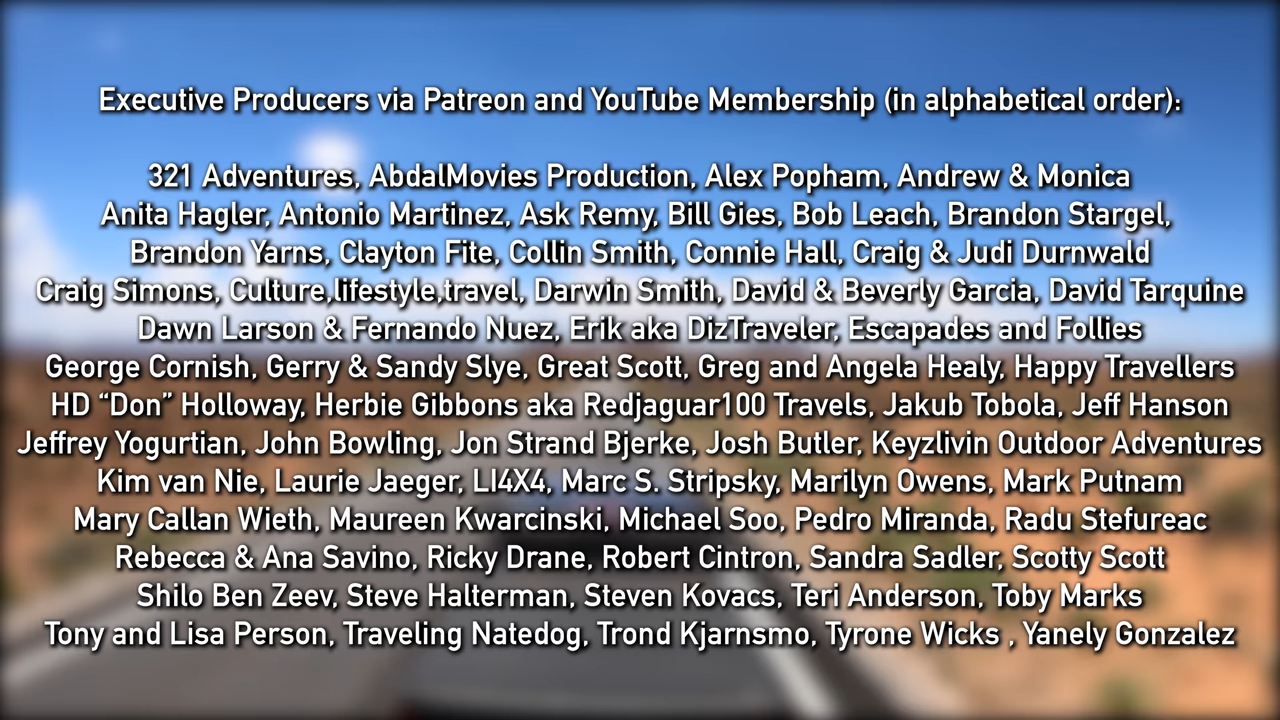 Executive Producers via Patreon and YouTube Membership (in alphabetical order):
321 Adventures, AbdalMovies Production, Alex Popham, Andrew & Monica
Anita Hagler, Antonio Martinez, Ask Remy, Bill Gies, Bob Leach, Brandon Stargel,
Brandon Yarns, Clayton Fite, Collin Smith, Connie Hall, Craig & Judi Durnwald
Craig Simons, Culture,lifestyle,travel, Darwin Smith, David & Beverly Garcia, David Tarquine
Dawn Larson & Fernando Nuez, Erik aka DizTraveler, Escapades and Follies
George Cornish, Gerry & Sandy Slye, Great Scott, Greg and Angela Healy, Happy Travellers
HD “Don” Holloway, Herbie Gibbons aka Redjaguar100 Travels, Jakub Tobola, Jeff Hanson
Jeffrey Yogurtian, John Bowling, Jon Strand Bjerke, Josh Butler, Keyzlivin Outdoor Adventures
Kim van Nie, Laurie Jaeger, LI4X4, Marc S. Stripsky, Marilyn Owens, Mark Putnam
Mary Callan Wieth, Maureen Kwarcinski, Michael Soo, Pedro Miranda, Radu Stefureac
Rebecca & Ana Savino, Ricky Drane, Robert Cintron, Sandra Sadler, Scotty Scott
Shilo Ben Zeev, Steve Halterman, Steven Kovacs, Teri Anderson, Toby Marks
Tony and Lisa Person, Traveling Natedog, Trond Kjarnsmo, Tyrone Wicks , Yanely Gonzalez